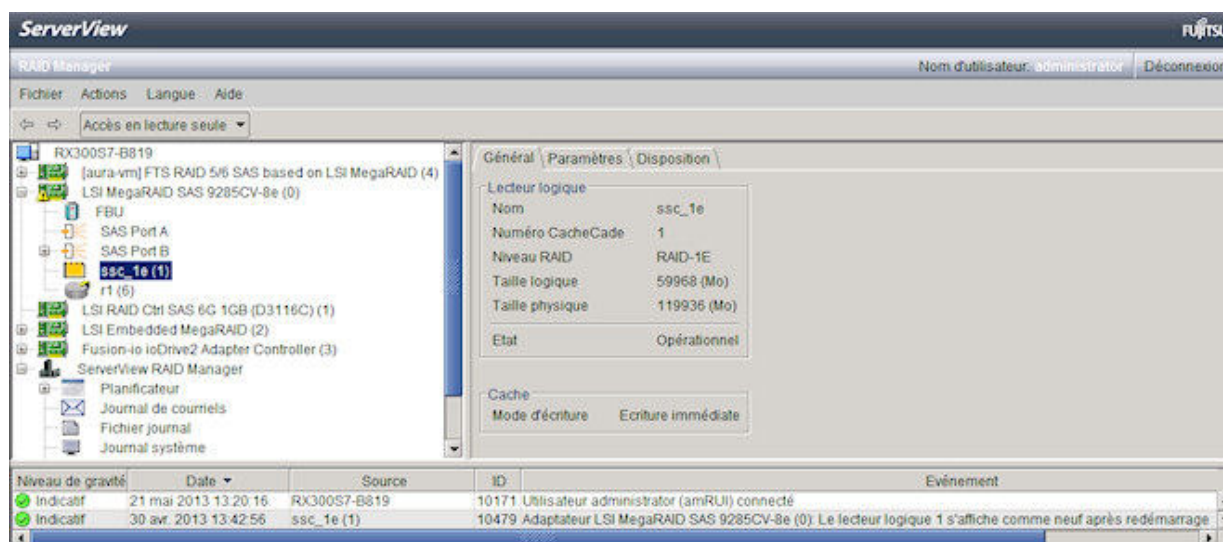 ServerView
FUJITSU
RAID Manager
Nom d'utilisateur: administrator
Déconnexion
Fichier Actions Langue Aide
Accès en lecture seule
RX300S7-B819
[aura-vm] FTS RAID 5/6 SAS based on LSI MegaRAID (4)
LSI MegaRAID SAS 9285CV-8e (0)
FBU
SAS Port A
SAS Port B
ssc_1e (1)
r1 (6)
LSI RAID Ctrl SAS 6G 1GB (D3116C) (1)
LSI Embedded MegaRAID (2)
Fusion-io ioDrive2 Adapter Controller (3)
ServerView RAID Manager
Planificateur
Journal de courriels
Fichier journal
Journal système
Général Paramètres Disposition
Lecteur logique
Nom ssc_1e
Numéro CacheCade 1
Niveau RAID RAID-1E
Taille logique 59968 (Mo)
Taille physique 119936 (Mo)
Etat Opérationnel
Cache
Mode d'écriture Ecriture immédiate
Niveau de gravité Date Source ID Evénement
Indicatif 21 mai 2013 13:20:16 RX300S7-B819 10171 Utilisateur administrator (amRUI) connecté
Indicatif 30 avr. 2013 13:42:56 ssc_1e (1) 10479 Adaptateur LSI MegaRAID SAS 9285CV-8e (0): Le lecteur logique 1 s'affiche comme neuf après redémarrage